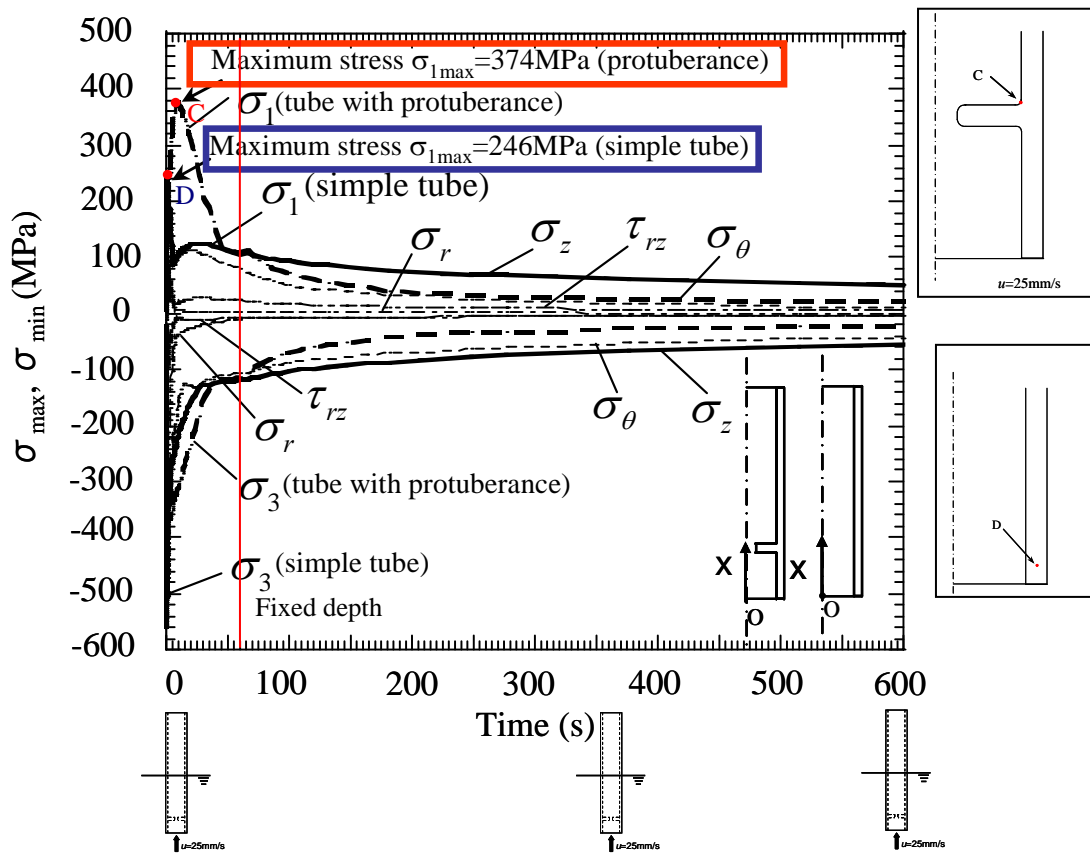 500
400
300
200
100
0
-100
-200
-300
-400
-500
-600
σ max, σ min (MPa)
Maximum stress σ1max=374MPa (protuberance)
C
σ1 (tube with protuberance)
Maximum stress σ1max=246MPa (simple tube)
D
σ1 (simple tube)
σr
σz
τrz
σθ
τrz
σr
σθ
σz
σ3 (tube with protuberance)
σ3 (simple tube)
Fixed depth
X
O
X
O
0
100
200
300
400
500
600
Time (s)
u=25mm/s
u=25mm/s
u=25mm/s
C
u=25mm/s
D